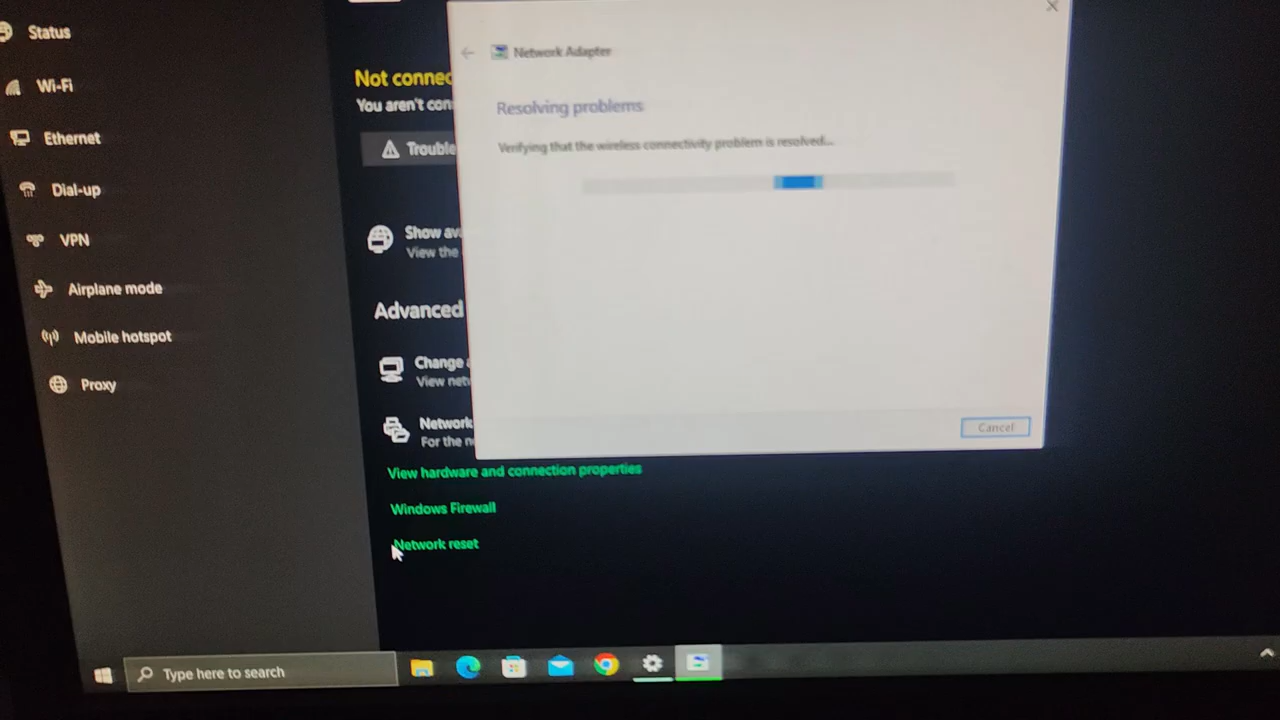 Status
Wi-Fi
Ethernet
Dial-up
VPN
Airplane mode
Mobile hotspot
Proxy
Not connec
You aren't con
Trouble
Show av
View the
Advanced
Change a
View netw
Network
For the n
View hardware and connection properties
Windows Firewall
Network reset
Network Adapter
Resolving problems
Verifying that the wireless connectivity problem is resolved...
Cancel
Type here to search